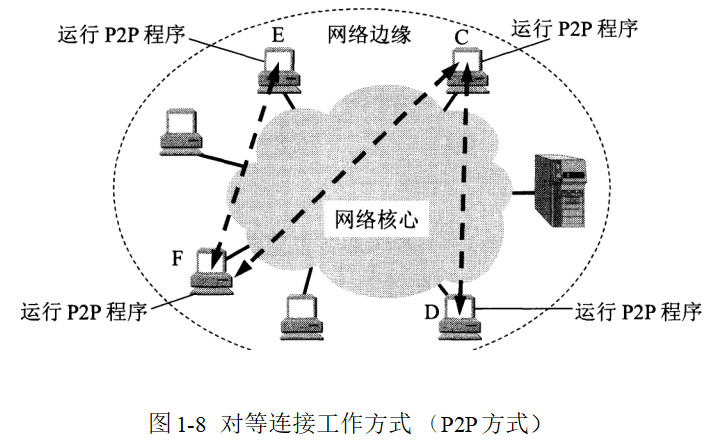 运行 P2P 程序
E
网络边缘
C
运行 P2P 程序
网络核心
F
运行 P2P 程序
D
运行 P2P 程序
图 1-8 对等连接工作方式（P2P 方式）